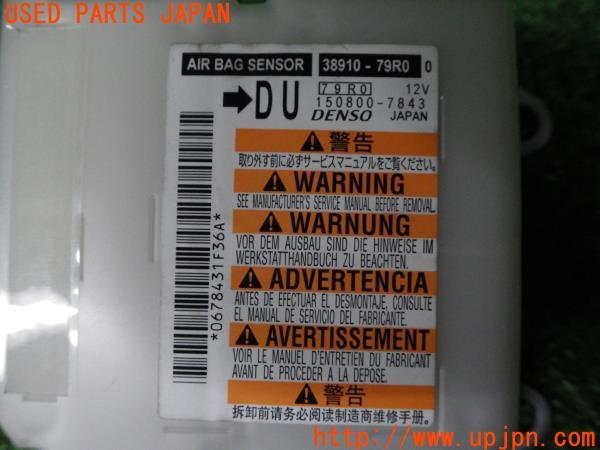 USED PARTS JAPAN
AIR BAG SENSOR 38910 - 79R0 0
➡DU 79R0 12V
150800-7843
DENSO JAPAN
警告
取り外す前に必ずサービスマニュアルをご覧ください。
WARNING
SEE MANUFACTURER'S SERVICE MANUAL BEFORE REMOVAL.
WARNUNG
VOR DEM AUSBAU SIND DIE HINWEISE IM
WERKSTATTHANDBUCH ZU BEACHTEN.
ADVERTENCIA
ANTES DE EFECTUAR EL DESMONTAJE, CONSULTE
EL MANUAL DE SERVICIO DEL FABRICANTE.
AVERTISSEMENT
VOIR LE MANUEL D'ENTRETIEN DU FABRICANT
AVANT DE PROCEDER A LA DEPOSE.
警告
拆卸前请务必阅读制造商维修手册。
*0678431F36A*
http://www.upjpn.com/